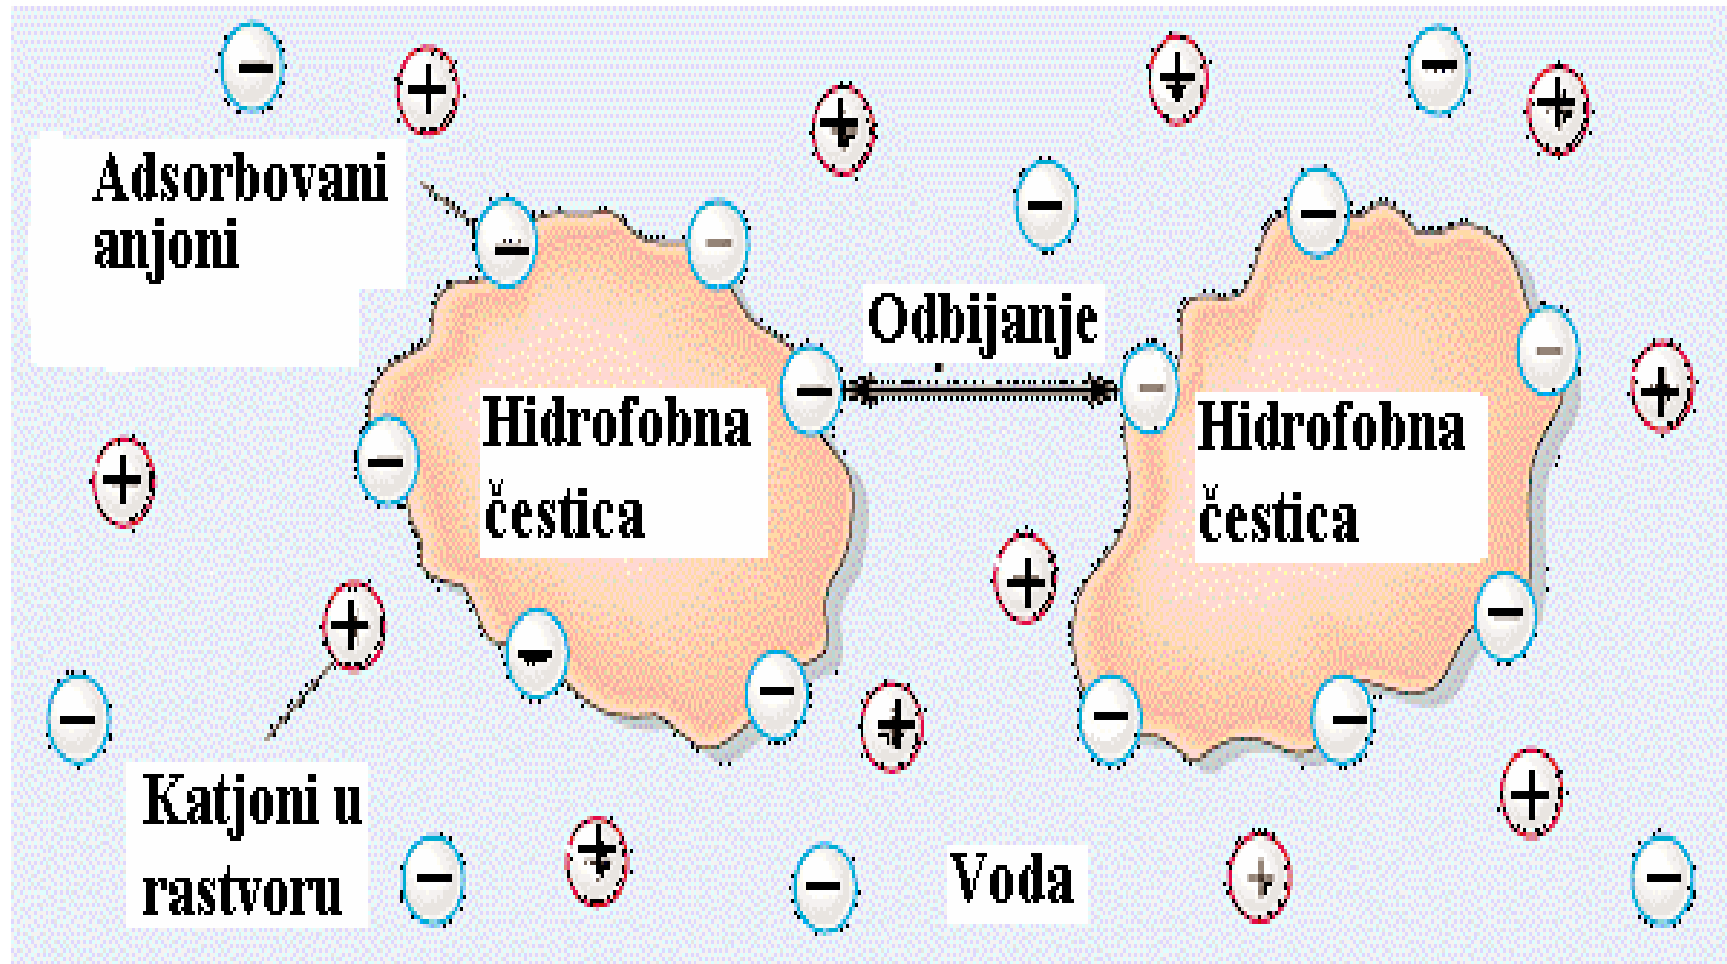 Adsorbovani
anjoni
Odbijanje
Hidrofobna
čestica
Hidrofobna
čestica
Katjoni u
rastvoru
Voda